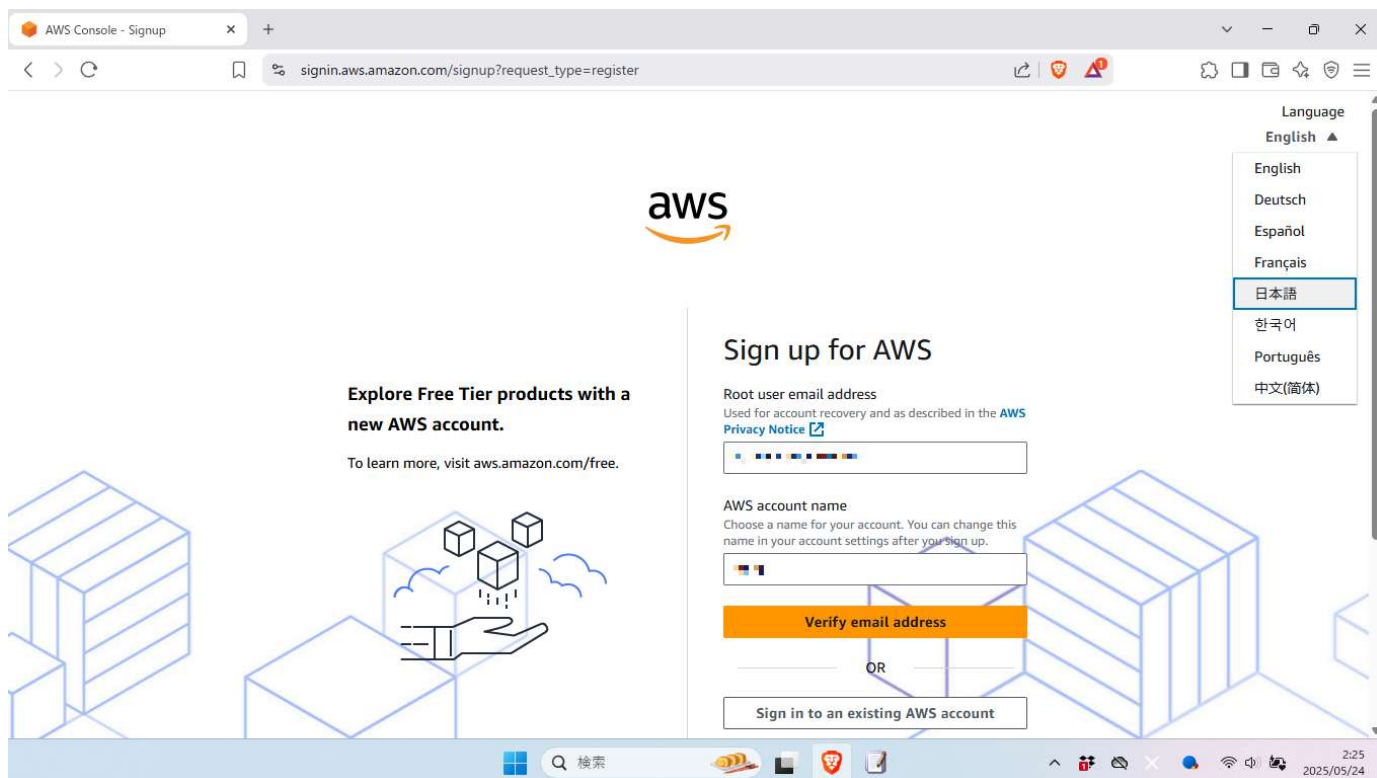 AWS Console - Signup
signin.aws.amazon.com/signup?request_type=register
1
Language
English ▲
English
Deutsch
Español
Français
日本語
한국어
Português
中文(简体)
aws
Explore Free Tier products with a
new AWS account.
To learn more, visit aws.amazon.com/free.
Sign up for AWS
Root user email address
Used for account recovery and as described in the AWS
Privacy Notice
AWS account name
Choose a name for your account. You can change this
name in your account settings after you sign up.
Verify email address
OR
Sign in to an existing AWS account
検索
2:25
2025/05/24